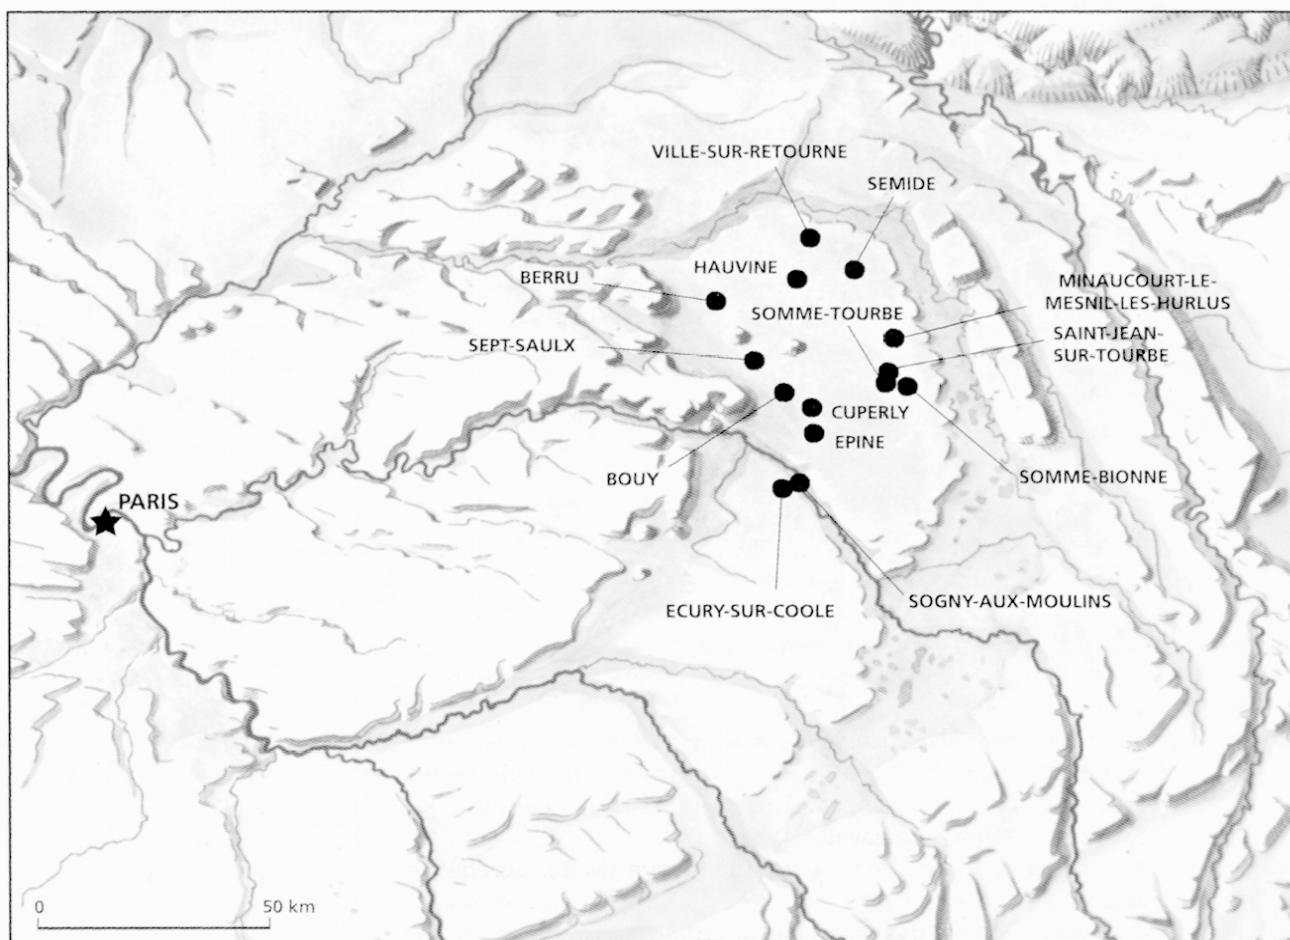 VILLE-SUR-RETOURNE
SEMIDE
HAUVINE
BERRU
MINAUCOURT-LE-
MESNIL-LES-HURLUS
SOMME-TOURBE
SAINT-JEAN-
SUR-TOURBE
SEPT-SAULX
CUPERLY
EPINE
BOUY
SOMME-BIONNE
PARIS
ECURY-SUR-COOLE
SOGNY-AUX-MOULINS
0 50 km